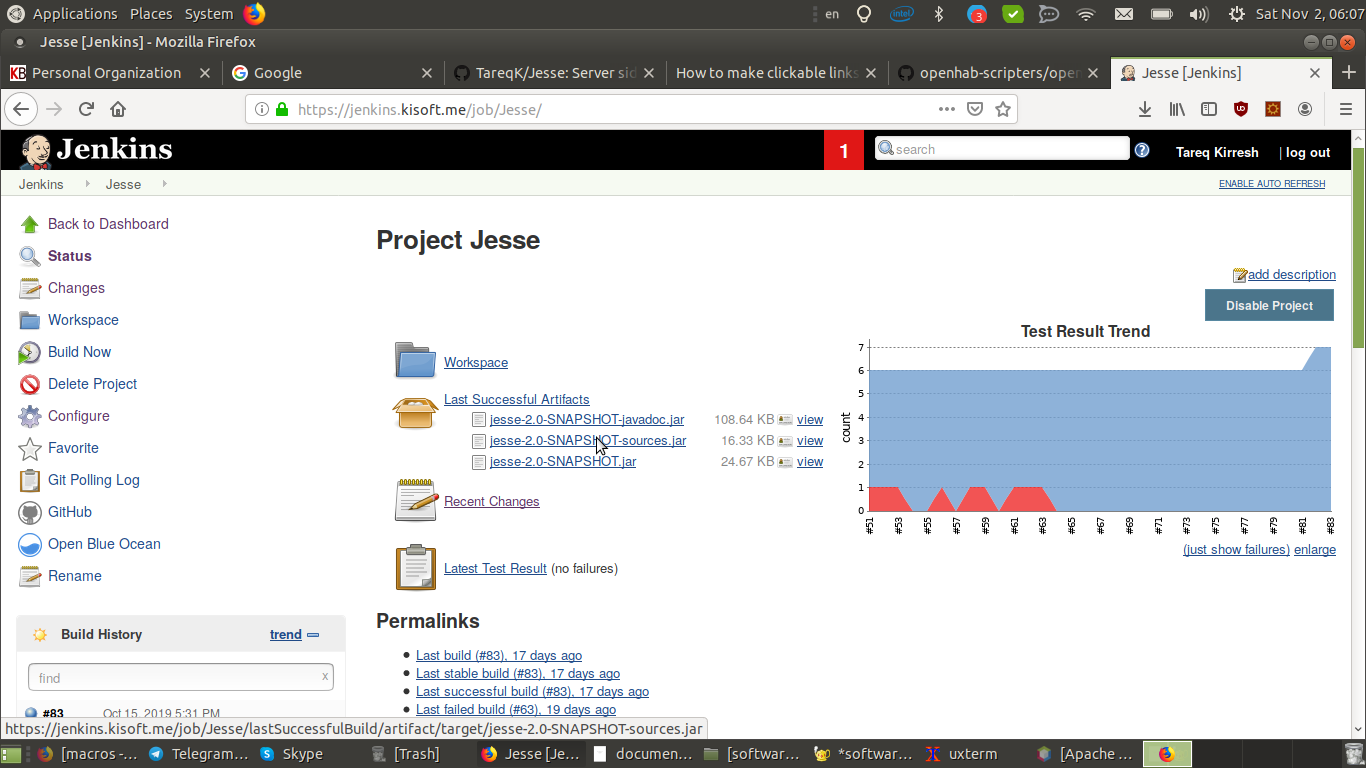 Applications Places System en 3 Sat Nov 2, 06:07
Jesse [Jenkins] - Mozilla Firefox
KB Personal Organization Google TareqK/Jesse: Server sid How to make clickable links openhab-scripters/open Jesse [Jenkins]
https://jenkins.kisoft.me/job/Jesse/
Jenkins 1 search Tareq Kirresh | log out
Jenkins Jesse ENABLE AUTO REFRESH
Back to Dashboard
Status
Changes
Workspace
Build Now
Delete Project
Configure
Favorite
Git Polling Log
GitHub
Open Blue Ocean
Rename
Build History trend
find x
#83 Oct 15, 2019 5:31 PM
Project Jesse
add description
Disable Project
Workspace
Last Successful Artifacts
jesse-2.0-SNAPSHOT-javadoc.jar 108.64 KB view
jesse-2.0-SNAPSHOT-sources.jar 16.33 KB view
jesse-2.0-SNAPSHOT.jar 24.67 KB view
Recent Changes
Latest Test Result (no failures)
Test Result Trend
count
7
6
5
4
3
2
1
0
#51 #53 #55 #57 #59 #61 #63 #65 #67 #69 #71 #73 #75 #77 #79 #81 #83
(just show failures) enlarge
Permalinks
Last build (#83), 17 days ago
Last stable build (#83), 17 days ago
Last successful build (#83), 17 days ago
Last failed build (#63), 19 days ago
https://jenkins.kisoft.me/job/Jesse/lastSuccessfulBuild/artifact/target/jesse-2.0-SNAPSHOT-sources.jar
[macros -... Telegram... Skype [Trash] Jesse [Je... documen... [softwar... *softwar... uxterm [Apache ...